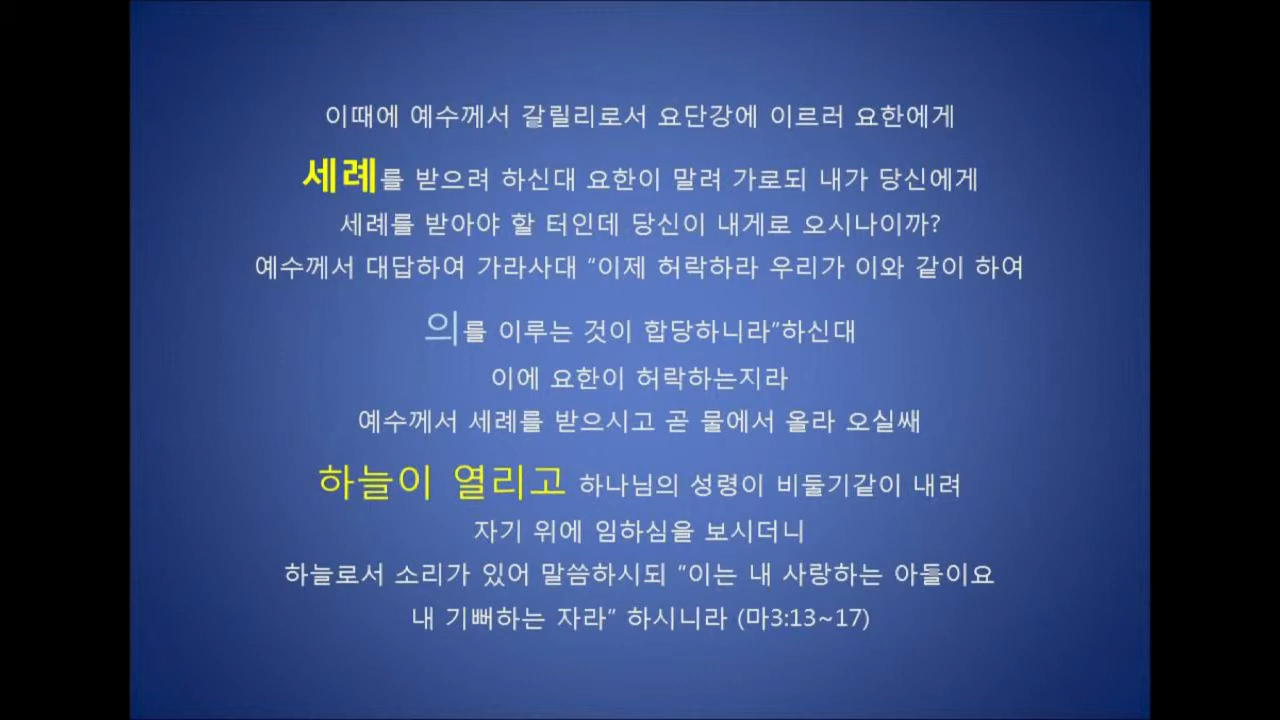 이때에 예수께서 갈릴리로서 요단강에 이르러 요한에게
세례를 받으려 하신대 요한이 말려 가로되 내가 당신에게
세례를 받아야 할 터인데 당신이 내게로 오시나이까?
예수께서 대답하여 가라사대 “이제 허락하라 우리가 이와 같이 하여
의를 이루는 것이 합당하니라”하신대
이에 요한이 허락하는지라
예수께서 세례를 받으시고 곧 물에서 올라 오실쌔
하늘이 열리고 하나님의 성령이 비둘기같이 내려
자기 위에 임하심을 보시더니
하늘로서 소리가 있어 말씀하시되 “이는 내 사랑하는 아들이요
내 기뻐하는 자라” 하시니라 (마3:13~17)